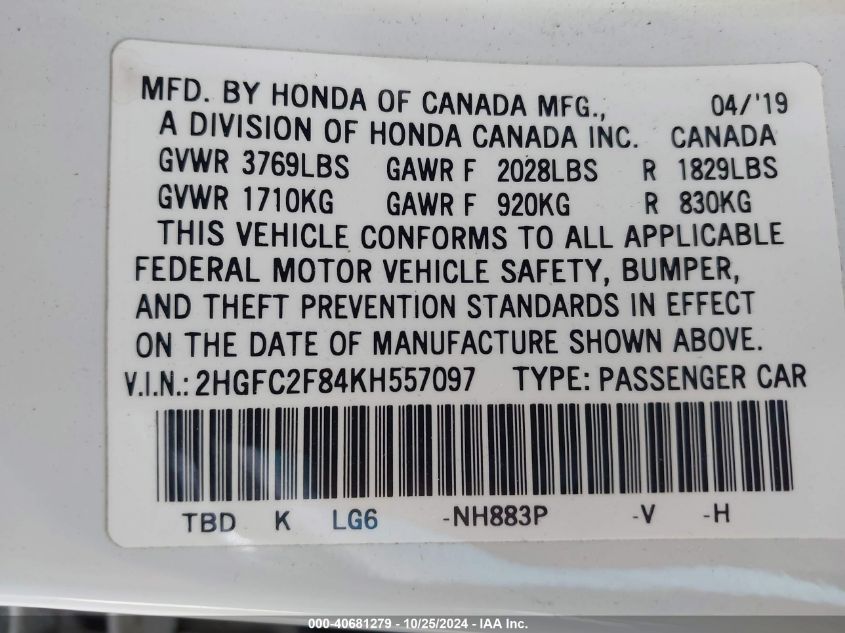 MFD. BY HONDA OF CANADA MFG., 04/'19
A DIVISION OF HONDA CANADA INC. CANADA
GVWR 3769LBS GAWR F 2028LBS R 1829LBS
GVWR 1710KG GAWR F 920KG R 830KG
THIS VEHICLE CONFORMS TO ALL APPLICABLE
FEDERAL MOTOR VEHICLE SAFETY, BUMPER,
AND THEFT PREVENTION STANDARDS IN EFFECT
ON THE DATE OF MANUFACTURE SHOWN ABOVE.
V.I.N.: 2HGFC2F84KH557097 TYPE: PASSENGER CAR
TBD K LG6 -NH883P -V -H
000-40681279 - 10/25/2024 - IAA Inc.